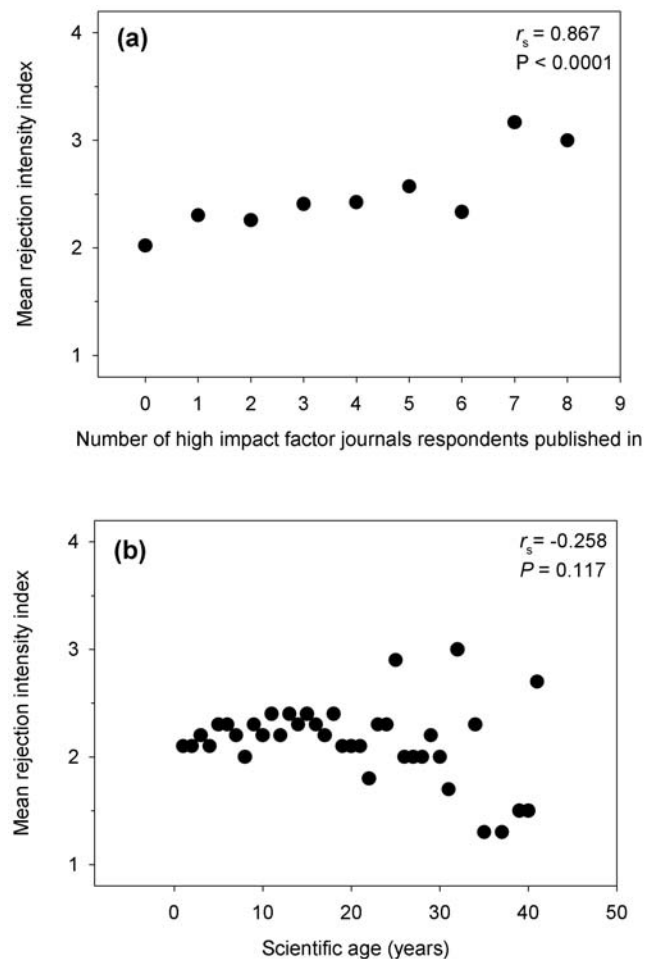 (a)
r_s = 0.867
P < 0.0001
Mean rejection intensity index
4
3
2
1
0 1 2 3 4 5 6 7 8 9
Number of high impact factor journals respondents published in
(b)
r_s = -0.258
P = 0.117
Mean rejection intensity index
4
3
2
1
0 10 20 30 40 50
Scientific age (years)